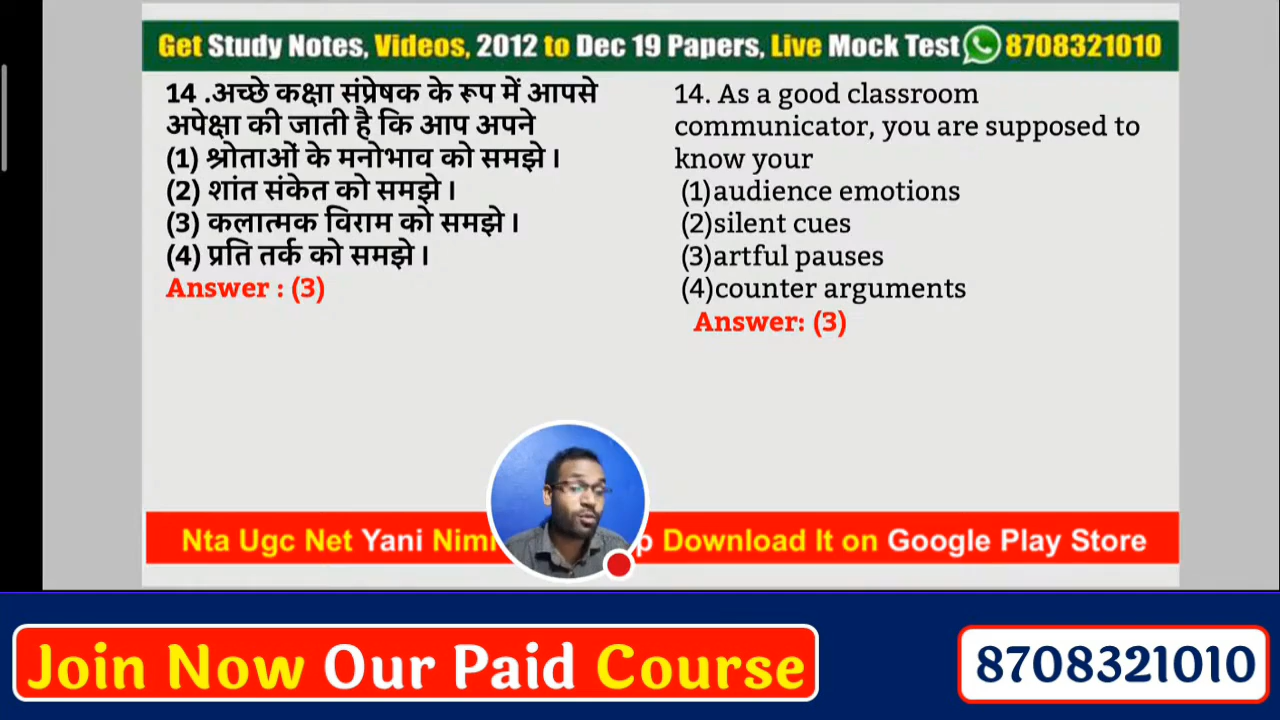 Get Study Notes, Videos, 2012 to Dec 19 Papers, Live Mock Test 8708321010
14 .अच्छे कक्षा संप्रेषक के रूप में आपसे
अपेक्षा की जाती है कि आप अपने
(1) श्रोताओं के मनोभाव को समझे ।
(2) शांत संकेत को समझे ।
(3) कलात्मक विराम को समझे ।
(4) प्रति तर्क को समझे ।
Answer : (3)
14. As a good classroom
communicator, you are supposed to
know your
(1)audience emotions
(2)silent cues
(3)artful pauses
(4)counter arguments
Answer: (3)
Nta Ugc Net Yani Download It on Google Play Store
Join Now Our Paid Course
8708321010